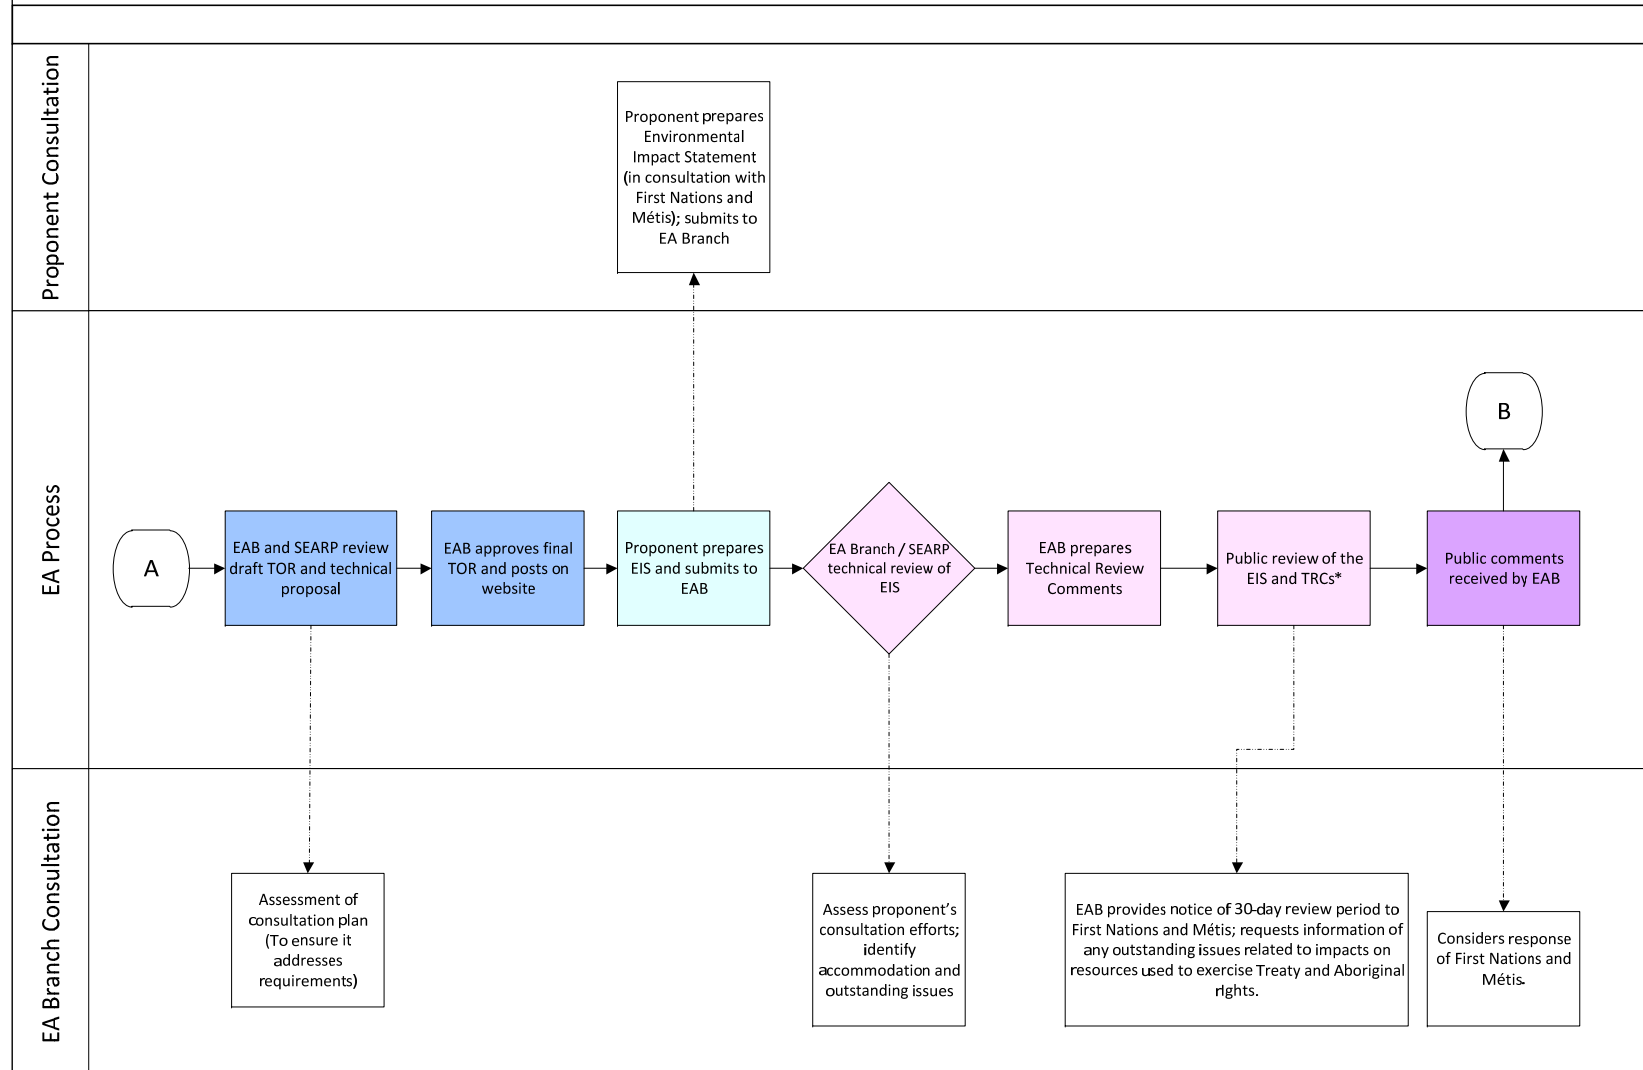 Proponent Consultation
Proponent prepares
Environmental
Impact Statement
(in consultation with
First Nations and
Métis); submits to
EA Branch
EA Process
A
EAB and SEARP review
draft TOR and technical
proposal
EAB approves final
TOR and posts on
website
Proponent prepares
EIS and submits to
EAB
EA Branch / SEARP
technical review of
EIS
EAB prepares
Technical Review
Comments
Public review of the
EIS and TRCs*
Public comments
received by EAB
B
EA Branch Consultation
Assessment of
consultation plan
(To ensure it
addresses
requirements)
Assess proponent’s
consultation efforts;
identify
accommodation and
outstanding issues
EAB provides notice of 30-day review period to
First Nations and Métis; requests information of
any outstanding issues related to impacts on
resources used to exercise Treaty and Aboriginal
rights.
Considers response
of First Nations and
Métis.